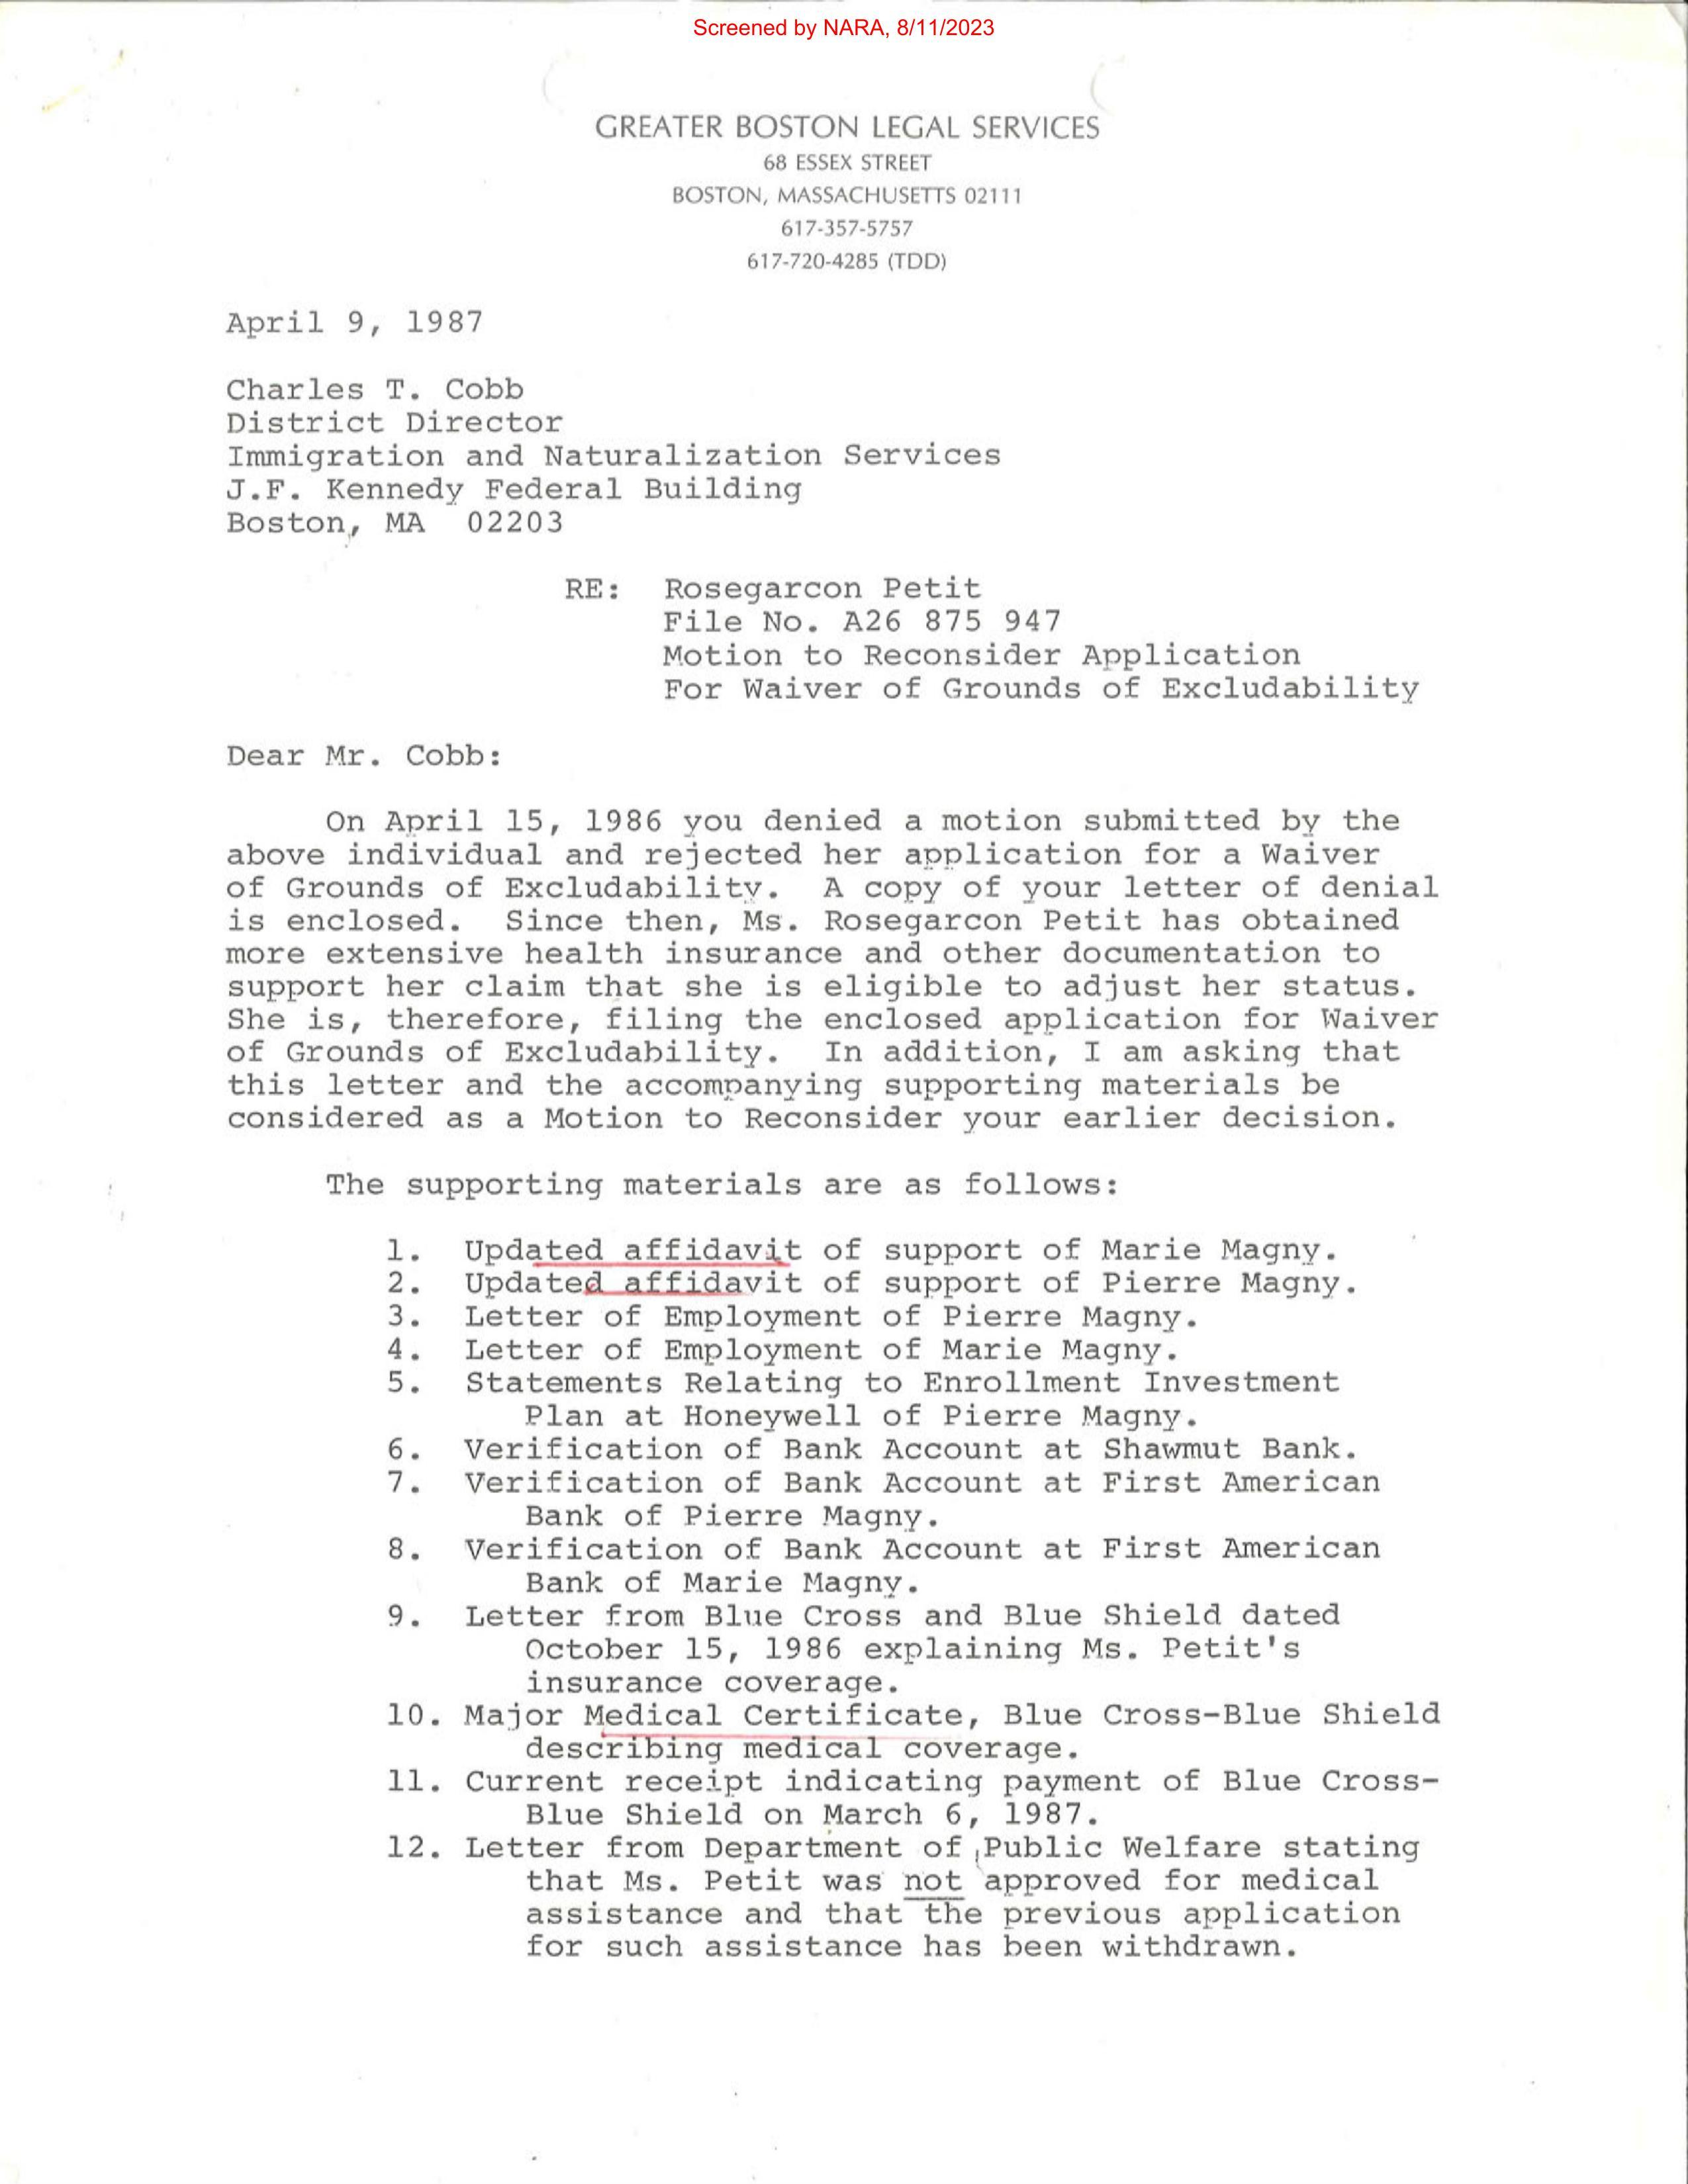 Screened by NARA, 8/11/2023
GREATER BOSTON LEGAL SERVICES
68 ESSEX STREET
BOSTON, MASSACHUSETTS 02111
617-357-5757
617-720-4285 (TDD)
April 9, 1987
Charles T. Cobb
District Director
Immigration and Naturalization Services
J.F. Kennedy Federal Building
Boston, MA 02203
RE: Rosegarcon Petit
File No. A26 875 947
Motion to Reconsider Application
For Waiver of Grounds of Excludability
Dear Mr. Cobb:
On April 15, 1986 you denied a motion submitted by the
above individual and rejected her application for a Waiver
of Grounds of Excludability. A copy of your letter of denial
is enclosed. Since then, Ms. Rosegarcon Petit has obtained
more extensive health insurance and other documentation to
support her claim that she is eligible to adjust her status.
She is, therefore, filing the enclosed application for Waiver
of Grounds of Excludability. In addition, I am asking that
this letter and the accompanying supporting materials be
considered as a Motion to Reconsider your earlier decision.
The supporting materials are as follows:
1. Updated affidavit of support of Marie Magny.
2. Updated affidavit of support of Pierre Magny.
3. Letter of Employment of Pierre Magny.
4. Letter of Employment of Marie Magny.
5. Statements Relating to Enrollment Investment
Plan at Honeywell of Pierre Magny.
6. Verification of Bank Account at Shawmut Bank.
7. Verification of Bank Account at First American
Bank of Pierre Magny.
8. Verification of Bank Account at First American
Bank of Marie Magny.
9. Letter from Blue Cross and Blue Shield dated
October 15, 1986 explaining Ms. Petit's
insurance coverage.
10. Major Medical Certificate, Blue Cross-Blue Shield
describing medical coverage.
11. Current receipt indicating payment of Blue Cross-
Blue Shield on March 6, 1987.
12. Letter from Department of Public Welfare stating
that Ms. Petit was not approved for medical
assistance and that the previous application
for such assistance has been withdrawn.